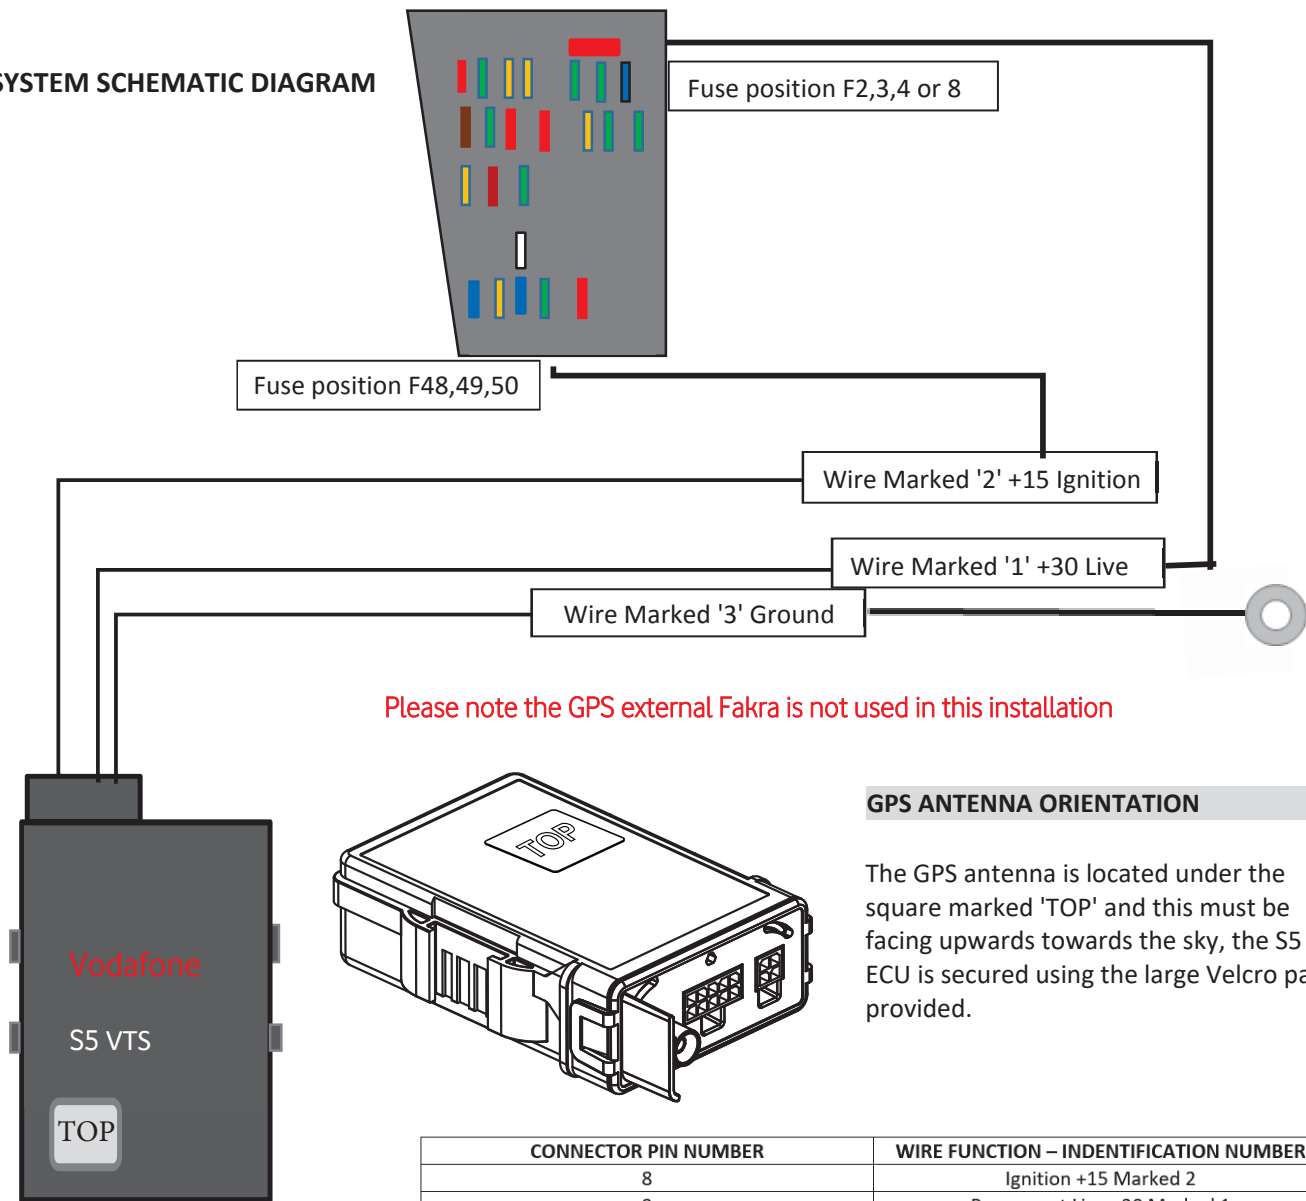 SYSTEM SCHEMATIC DIAGRAM
Fuse position F2,3,4 or 8
Fuse position F48,49,50
Wire Marked '2' +15 Ignition
Wire Marked '1' +30 Live
Wire Marked '3' Ground
Please note the GPS external Fakra is not used in this installation
TOP
GPS ANTENNA ORIENTATION
The GPS antenna is located under the
square marked 'TOP' and this must be
facing upwards towards the sky, the S5
ECU is secured using the large Velcro pa
provided.
Vodafone
S5 VTS
TOP
CONNECTOR PIN NUMBER WIRE FUNCTION – INDENTIFICATION NUMBER
8 Ignition +15 Marked 2